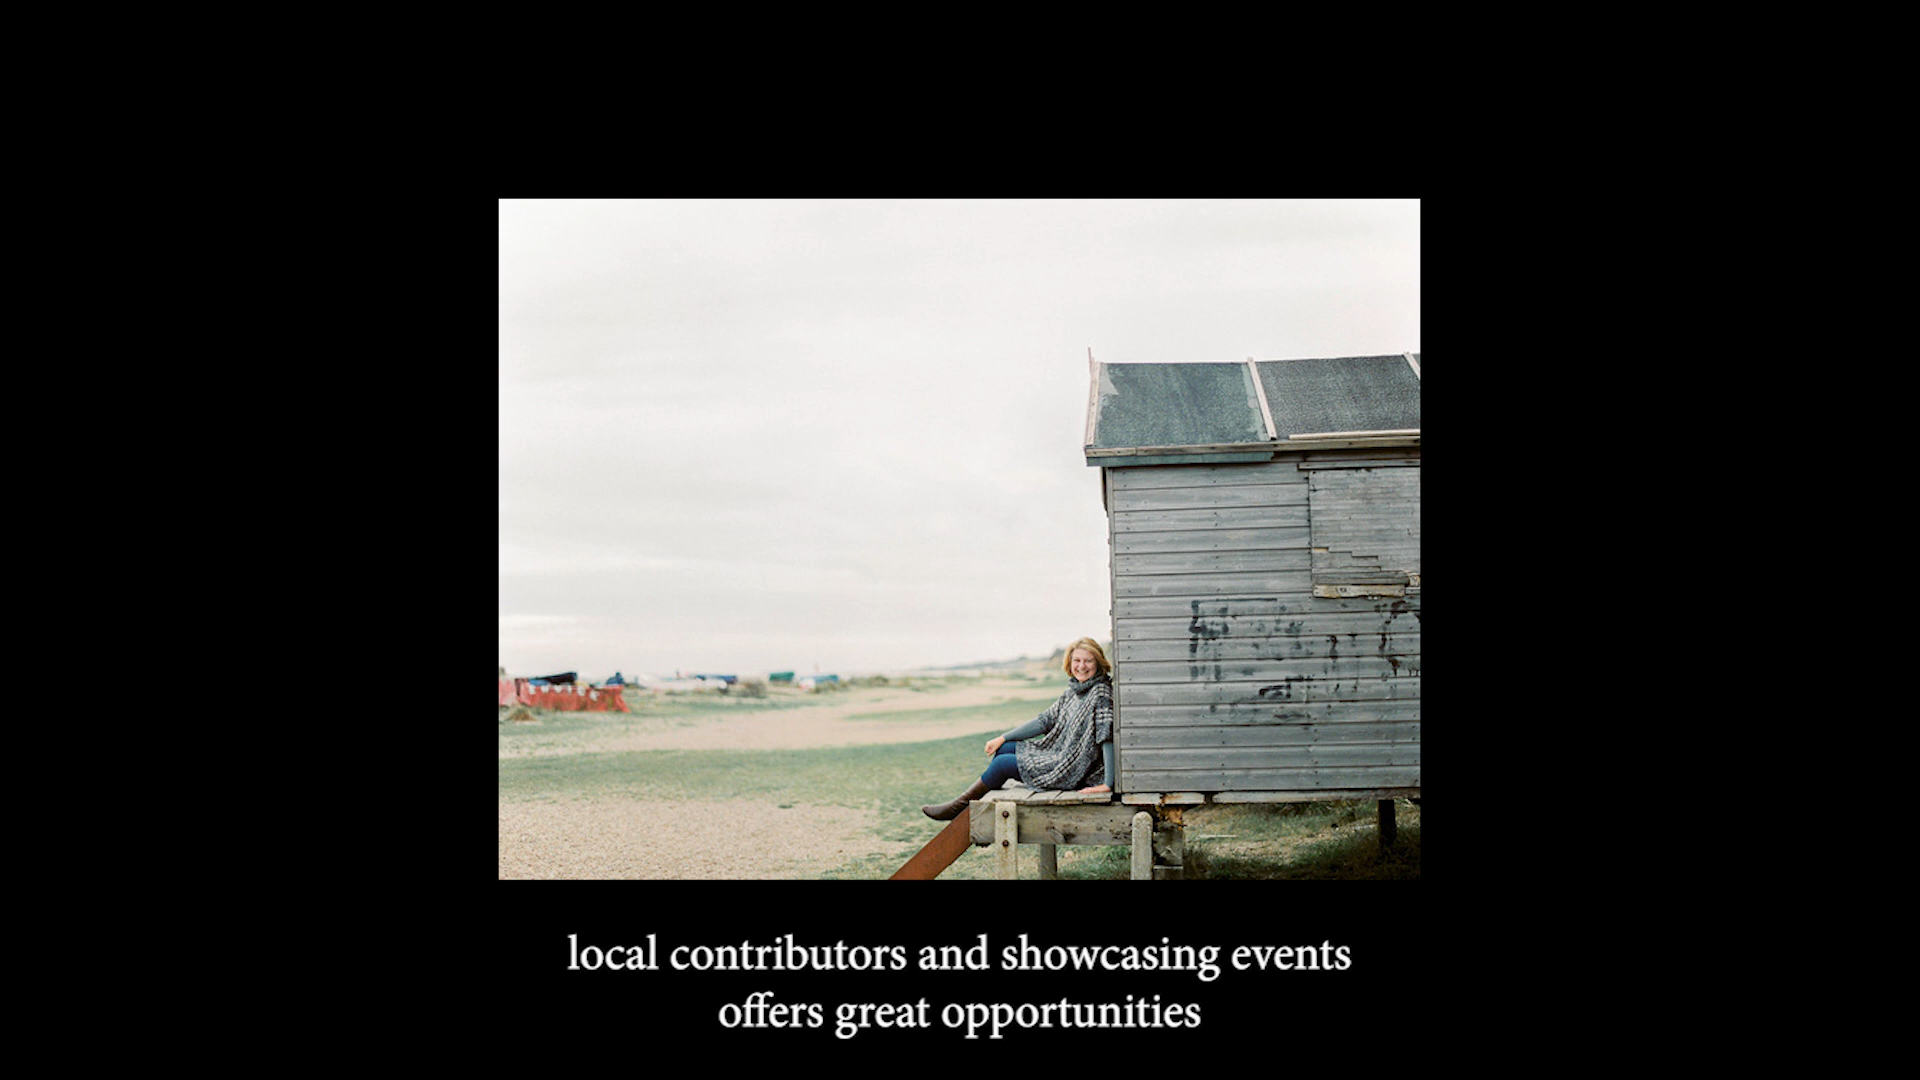 local contributors and showcasing events
offers great opportunities